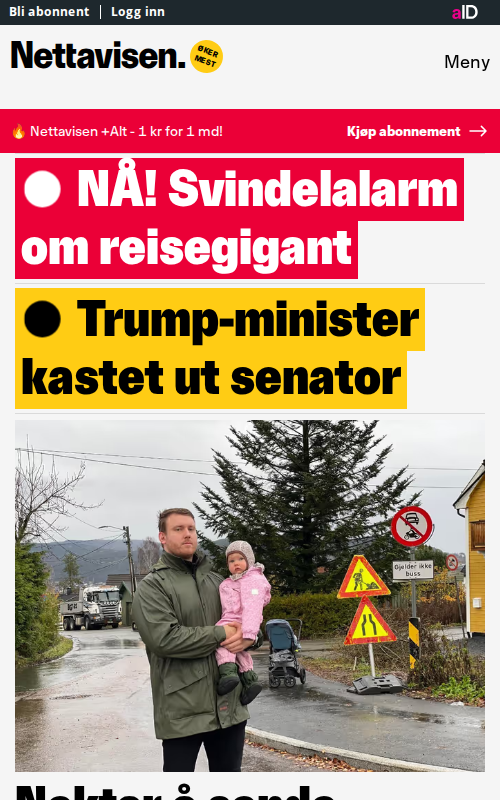 Bli abonnent
Logg inn
aID
Nettavisen.
ØKER
MEST
Meny
Nettavisen +Alt - 1 kr for 1 md!
Kjøp abonnement
NÅ! Svindelalarm
om reisegigant
Trump-minister
kastet ut senator
Gjelder ikke
buss